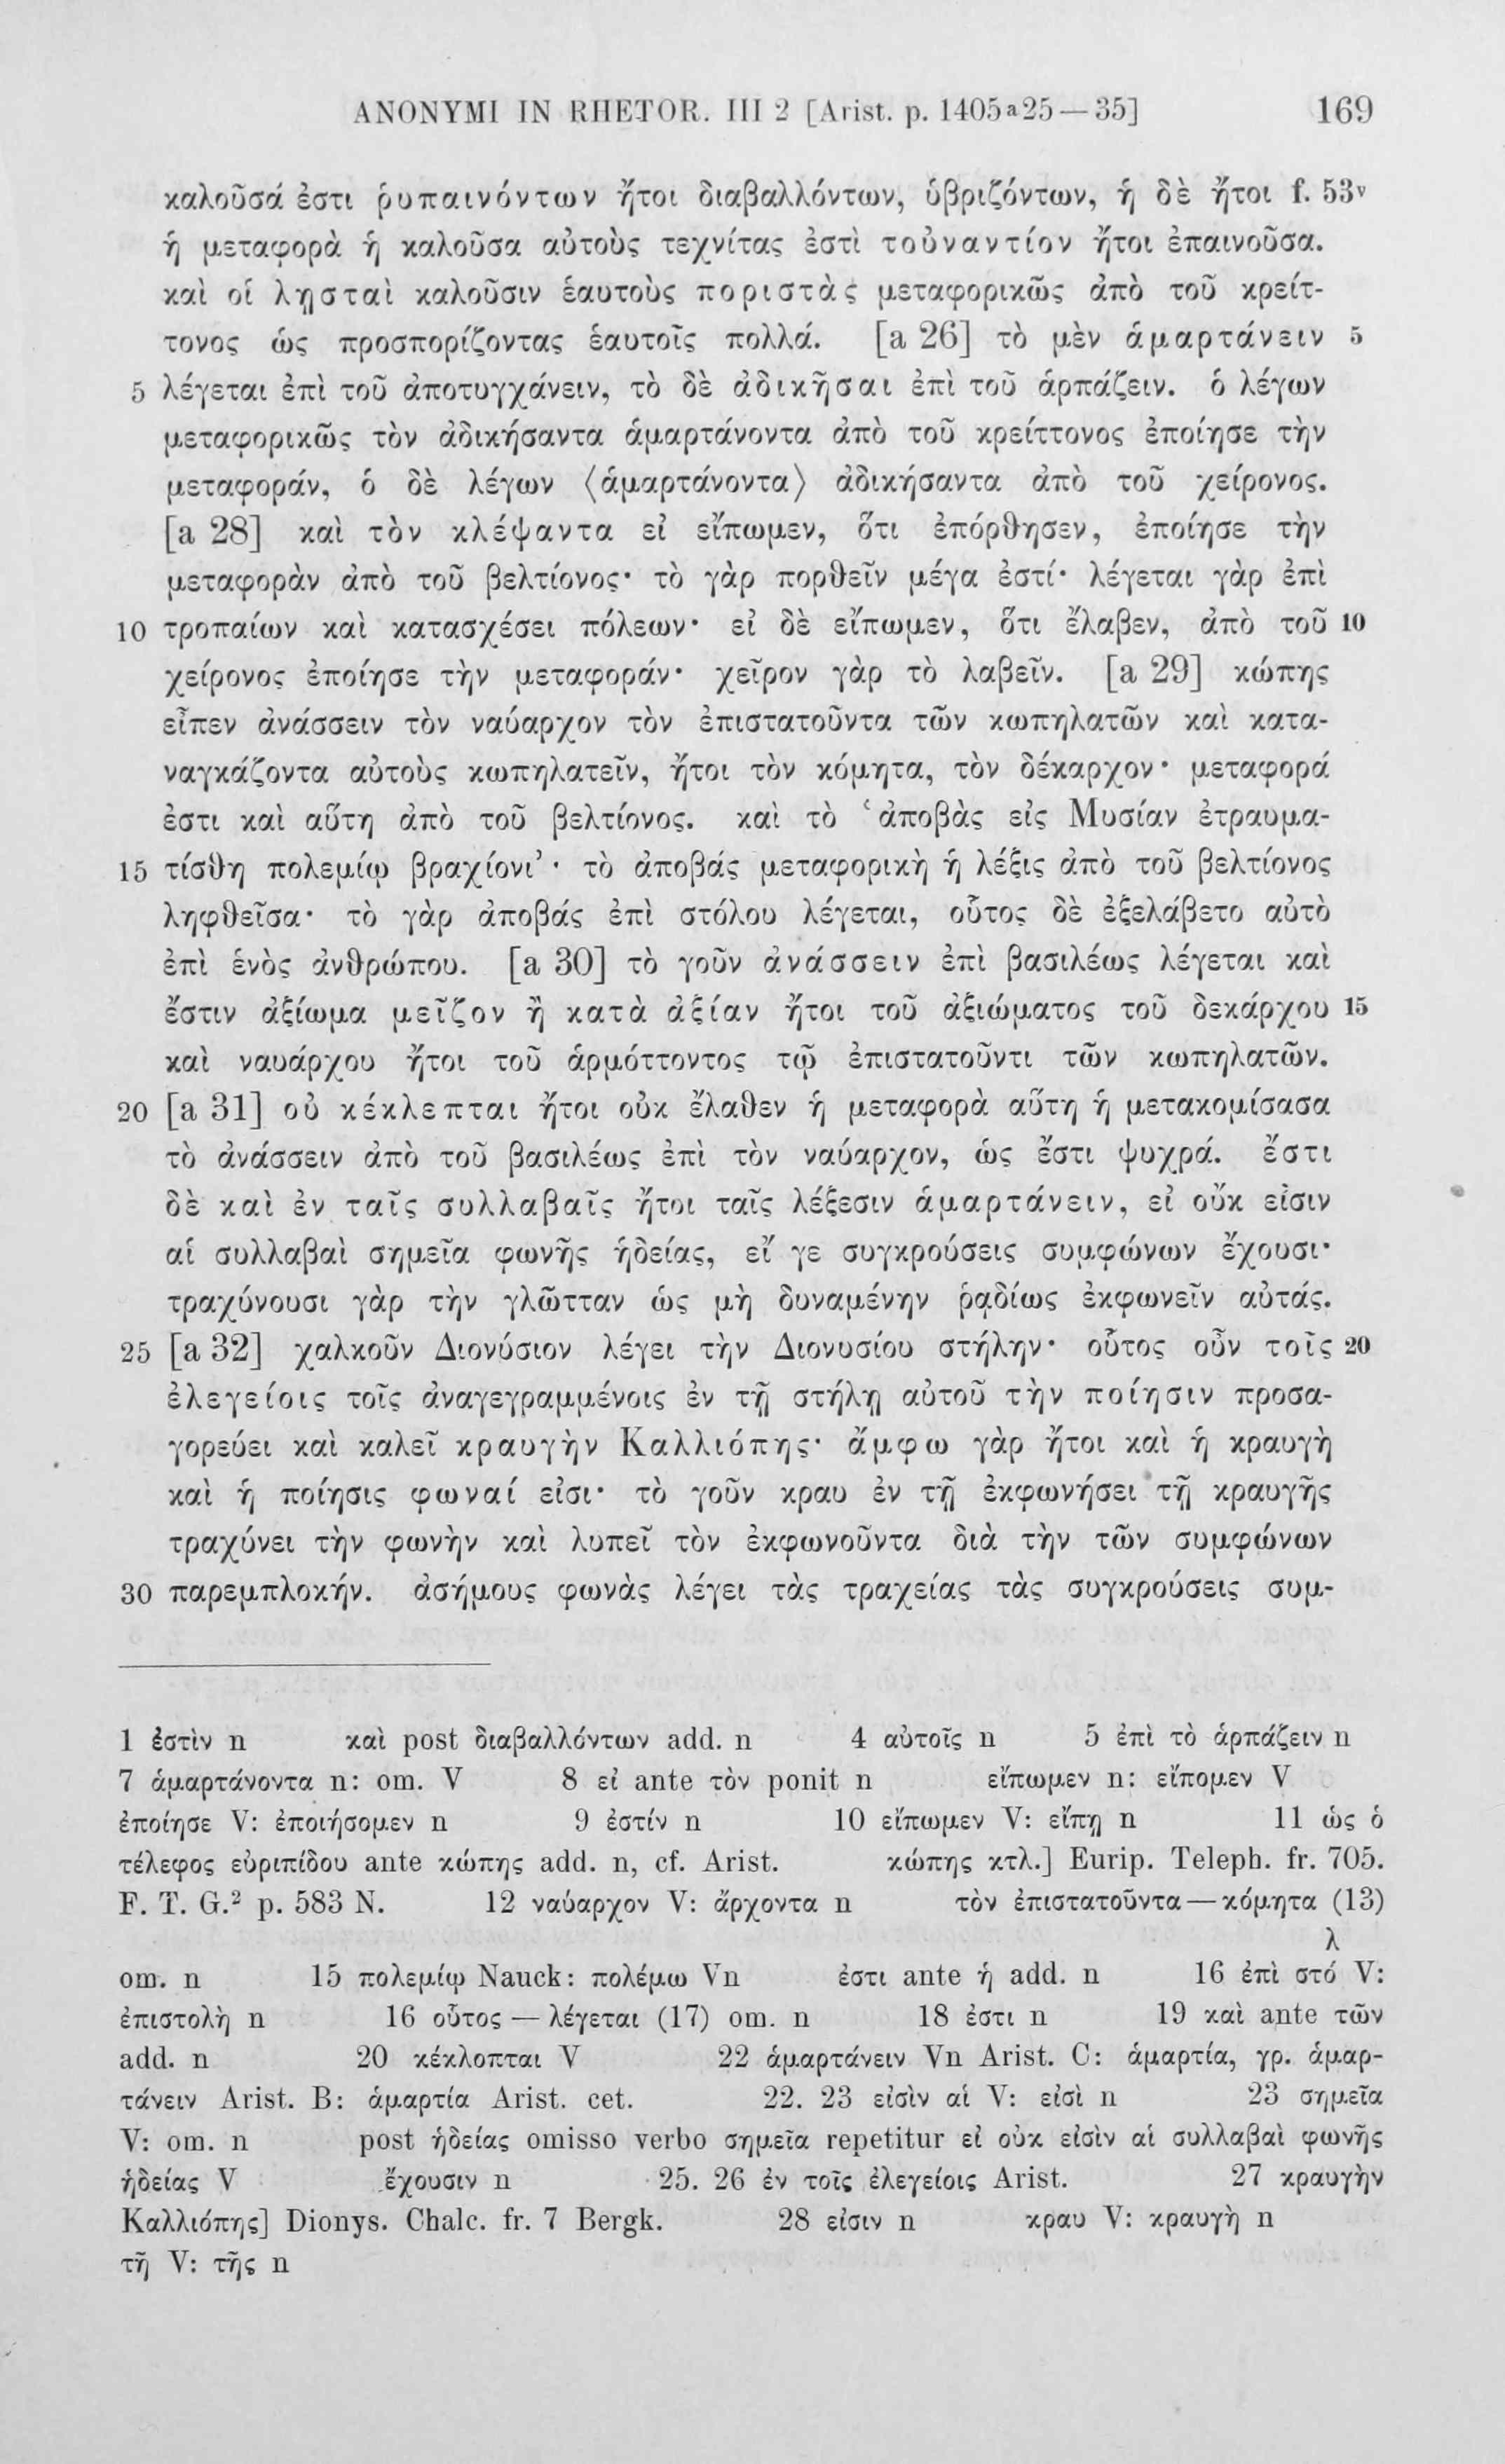 ANONYMI IN RHETOR. III 2 [Arist. p. 1405a25—35] 169
καλοῦσά ἐστι ῥυπαινόντων ἤτοι διαβαλλόντων, ὑβριζόντων, ἡ δὲ ἤτοι f. 53v
ἡ μεταφορὰ ἡ καλοῦσα αὐτοὺς τεχνίτας ἐστὶ τοὐναντίον ἤτοι ἐπαινοῦσα.
καὶ οἱ λῃσταὶ καλοῦσιν ἑαυτοὺς ποριστὰς μεταφορικῶς ἀπὸ τοῦ κρείτ-
τονος ὡς προσπορίζοντας ἑαυτοῖς πολλά. [a 26] τὸ μὲν ἁμαρτάνειν 5
5 λέγεται ἐπὶ τοῦ ἀποτυγχάνειν, τὸ δὲ ἀδικῆσαι ἐπὶ τοῦ ἁρπάζειν. ὁ λέγων
μεταφορικῶς τὸν ἀδικήσαντα ἁμαρτάνοντα ἀπὸ τοῦ κρείττονος ἐποίησε τὴν
μεταφοράν, ὁ δὲ λέγων ⟨ἁμαρτάνοντα⟩ ἀδικήσαντα ἀπὸ τοῦ χείρονος.
[a 28] καὶ τὸν κλέψαντα εἰ εἴπωμεν, ὅτι ἐπόρθησεν, ἐποίησε τὴν
μεταφορὰν ἀπὸ τοῦ βελτίονος· τὸ γὰρ πορθεῖν μέγα ἐστί· λέγεται γὰρ ἐπὶ
10 τροπαίων καὶ κατασχέσει πόλεων· εἰ δὲ εἴπωμεν, ὅτι ἔλαβεν, ἀπὸ τοῦ 10
χείρονος ἐποίησε τὴν μεταφοράν· χεῖρον γὰρ τὸ λαβεῖν. [a 29] κώπης
εἶπεν ἀνάσσειν τὸν ναύαρχον τὸν ἐπιστατοῦντα τῶν κωπηλατῶν καὶ κατα-
ναγκάζοντα αὐτοὺς κωπηλατεῖν, ἤτοι τὸν κόμητα, τὸν δέκαρχον· μεταφορά
ἐστι καὶ αὕτη ἀπὸ τοῦ βελτίονος. καὶ τὸ ‘ἀποβὰς εἰς Μυσίαν ἐτραυμα-
15 τίσθη πολεμίῳ βραχίονι’· τὸ ἀποβάς μεταφορικὴ ἡ λέξις ἀπὸ τοῦ βελτίονος
ληφθεῖσα· τὸ γὰρ ἀποβάς ἐπὶ στόλου λέγεται, οὗτος δὲ ἐξελάβετο αὐτὸ
ἐπὶ ἑνὸς ἀνθρώπου. [a 30] τὸ γοῦν ἀνάσσειν ἐπὶ βασιλέως λέγεται καὶ
ἔστιν ἀξίωμα μεῖζον ἢ κατὰ ἀξίαν ἤτοι τοῦ ἀξιώματος τοῦ δεκάρχου 15
καὶ ναυάρχου ἤτοι τοῦ ἁρμόττοντος τῷ ἐπιστατοῦντι τῶν κωπηλατῶν.
20 [a 31] οὐ κέκλεπται ἤτοι οὐκ ἔλαθεν ἡ μεταφορὰ αὕτη ἡ μετακομίσασα
τὸ ἀνάσσειν ἀπὸ τοῦ βασιλέως ἐπὶ τὸν ναύαρχον, ὡς ἔστι ψυχρά. ἔστι
δὲ καὶ ἐν ταῖς συλλαβαῖς ἤτοι ταῖς λέξεσιν ἁμαρτάνειν, εἰ οὔκ εἰσιν
αἱ συλλαβαὶ σημεῖα φωνῆς ἡδείας, εἴ γε συγκρούσεις συμφώνων ἔχουσι·
τραχύνουσι γὰρ τὴν γλῶτταν ὡς μὴ δυναμένην ῥᾳδίως ἐκφωνεῖν αὐτάς.
25 [a 32] χαλκοῦν Διονύσιον λέγει τὴν Διονυσίου στήλην· οὗτος οὖν τοῖς 20
ἐλεγείοις τοῖς ἀναγεγραμμένοις ἐν τῇ στήλῃ αὐτοῦ τὴν ποίησιν προσα-
γορεύει καὶ καλεῖ κραυγὴν Καλλιόπης· ἄμφω γὰρ ἤτοι καὶ ἡ κραυγὴ
καὶ ἡ ποίησις φωναί εἰσι· τὸ γοῦν κραυ ἐν τῇ ἐκφωνήσει τῇ κραυγῆς
τραχύνει τὴν φωνὴν καὶ λυπεῖ τὸν ἐκφωνοῦντα διὰ τὴν τῶν συμφώνων
30 παρεμπλοκήν. ἀσήμους φωνὰς λέγει τὰς τραχείας τὰς συγκρούσεις συμ-
1 ἐστὶν n καὶ post διαβαλλόντων add. n 4 αὐτοῖς n 5 ἐπὶ τὸ ἁρπάζειν n
7 ἁμαρτάνοντα n: om. V 8 εἰ ante τὸν ponit n εἴπωμεν n: εἴπομεν V
ἐποίησε V: ἐποιήσομεν n 9 ἐστίν n 10 εἴπωμεν V: εἴπῃ n 11 ὡς ὁ
τέλεφος εὐριπίδου ante κώπης add. n, cf. Arist. κώπης κτλ.] Eurip. Teleph. fr. 705.
F. T. G.² p. 583 N. 12 ναύαρχον V: ἄρχοντα n τὸν ἐπιστατοῦντα—κόμητα (13)
om. n 15 πολεμίῳ Nauck: πολέμω Vn ἐστι ante ἡ add. n 16 ἐπὶ στόλ V:
ἐπιστολὴ n 16 οὗτος — λέγεται (17) om. n 18 ἐστι n 19 καὶ ante τῶν
add. n 20 κέκλοπται V 22 ἁμαρτάνειν Vn Arist. C: ἁμαρτία, γρ. ἁμαρ-
τάνειν Arist. B: ἁμαρτία Arist. cet. 22. 23 εἰσὶν αἱ V: εἰσὶ n 23 σημεῖα
V: om. n post ἡδείας omisso verbo σημεῖα repetitur εἰ οὐκ εἰσὶν αἱ συλλαβαὶ φωνῆς
ἡδείας V ἔχουσιν n 25. 26 ἐν τοῖς ἐλεγείοις Arist. 27 κραυγὴν
Καλλιόπης] Dionys. Chalc. fr. 7 Bergk. 28 εἰσιν n κραυ V: κραυγὴ n
τῇ V: τῆς n